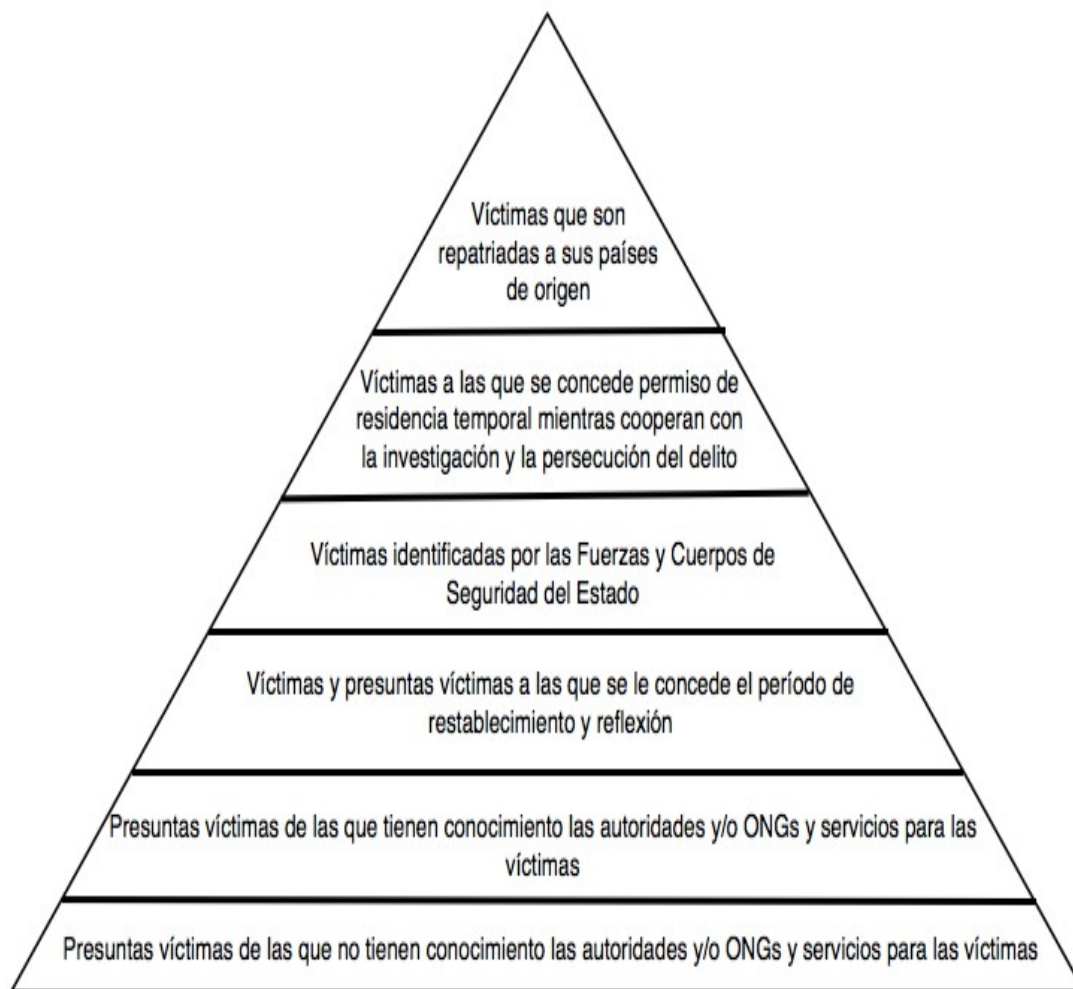 Víctimas que son
repatriadas a sus países
de origen
Víctimas a las que se concede permiso de
residencia temporal mientras cooperan con
la investigación y la persecución del delito
Víctimas identificadas por las Fuerzas y Cuerpos de
Seguridad del Estado
Víctimas y presuntas víctimas a las que se le concede el período de
restablecimiento y reflexión
Presuntas víctimas de las que tienen conocimiento las autoridades y/o ONGs y servicios para las
víctimas
Presuntas víctimas de las que no tienen conocimiento las autoridades y/o ONGs y servicios para las víctimas